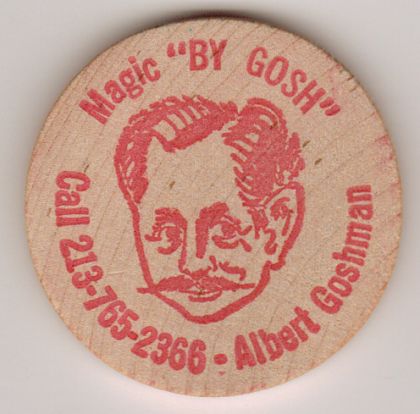 Magic "BY GOSH"
Call 213-765-2366 • Albert Goshman